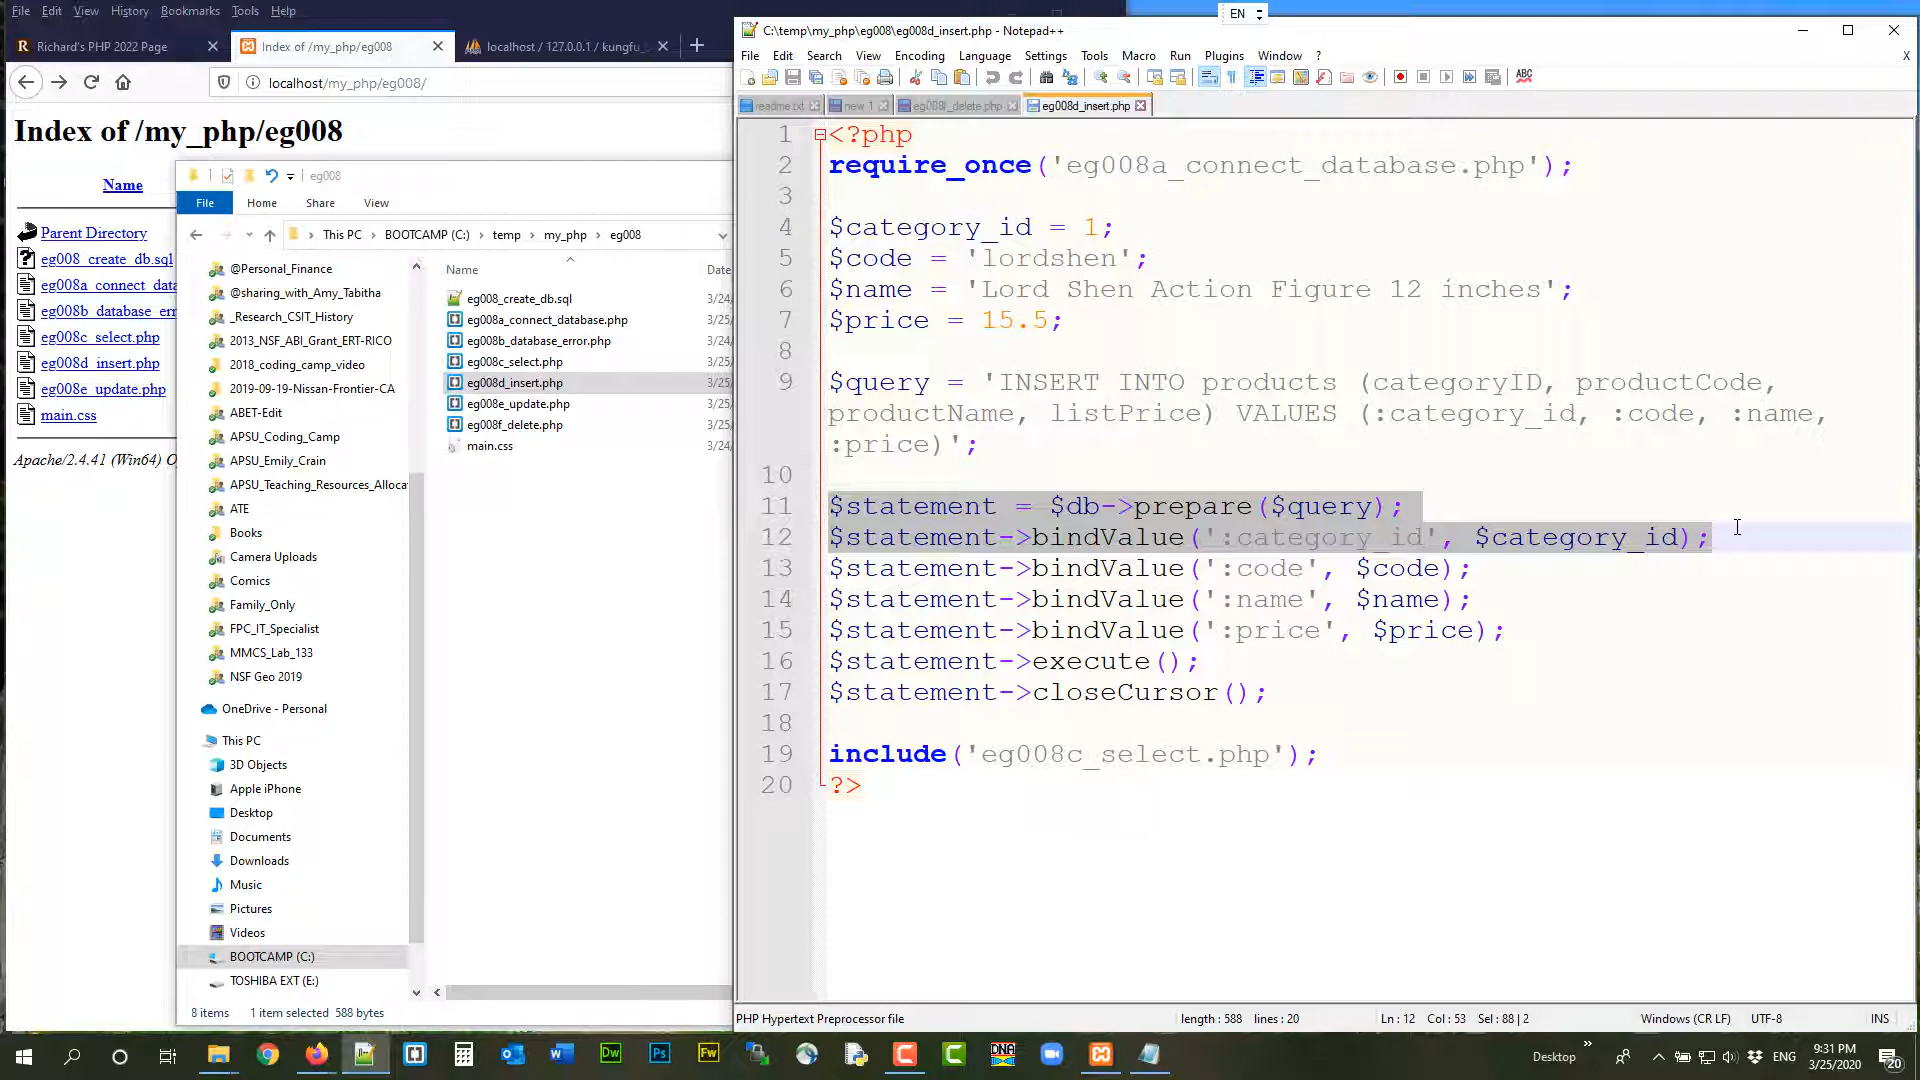 File Edit View History Bookmarks Tools Help
Richard's PHP 2022 Page
Index of /my_php/eg008
localhost / 127.0.0.1 / kungfu_
localhost/my_php/eg008/
Index of /my_php/eg008
Name
Parent Directory
eg008_create_db.sql
eg008a_connect_data
eg008b_database_err
eg008c_select.php
eg008d_insert.php
eg008e_update.php
main.css
Apache/2.4.41 (Win64) O
eg008
File Home Share View
This PC > BOOTCAMP (C:) > temp > my_php > eg008
@Personal_Finance
@sharing_with_Amy_Tabitha
_Research_CSIT_History
2013_NSF_ABI_Grant_ERT-RICO
2018_coding_camp_video
2019-09-19-Nissan-Frontier-CA
ABET-Edit
APSU_Coding_Camp
APSU_Emily_Crain
APSU_Teaching_Resources_Alloca
ATE
Books
Camera Uploads
Comics
Family_Only
FPC_IT_Specialist
MMCS_Lab_133
NSF Geo 2019
OneDrive - Personal
This PC
3D Objects
Apple iPhone
Desktop
Documents
Downloads
Music
Pictures
Videos
BOOTCAMP (C:)
TOSHIBA EXT (E:)
Name Date
eg008_create_db.sql 3/24/
eg008a_connect_database.php 3/25/
eg008b_database_error.php 3/24/
eg008c_select.php 3/25/
eg008d_insert.php 3/25/
eg008e_update.php 3/25/
eg008f_delete.php 3/25/
main.css 3/24/
8 items 1 item selected 588 bytes
EN
C:\temp\my_php\eg008\eg008d_insert.php - Notepad++
File Edit Search View Encoding Language Settings Tools Macro Run Plugins Window ?
X
ABC
readme.txt new 1 eg008f_delete.php eg008d_insert.php
1 <?php
2 require_once('eg008a_connect_database.php');
3
4 $category_id = 1;
5 $code = 'lordshen';
6 $name = 'Lord Shen Action Figure 12 inches';
7 $price = 15.5;
8
9 $query = 'INSERT INTO products (categoryID, productCode,
productName, listPrice) VALUES (:category_id, :code, :name,
:price)';
10
11 $statement = $db->prepare($query);
12 $statement->bindValue(':category_id', $category_id);
13 $statement->bindValue(':code', $code);
14 $statement->bindValue(':name', $name);
15 $statement->bindValue(':price', $price);
16 $statement->execute();
17 $statement->closeCursor();
18
19 include('eg008c_select.php');
20 ?>
PHP Hypertext Preprocessor file length : 588 lines : 20 Ln : 12 Col : 53 Sel : 88 | 2 Windows (CR LF) UTF-8 INS
Dw Ps Fw DNA
Desktop
ENG
9:31 PM
3/25/2020
20